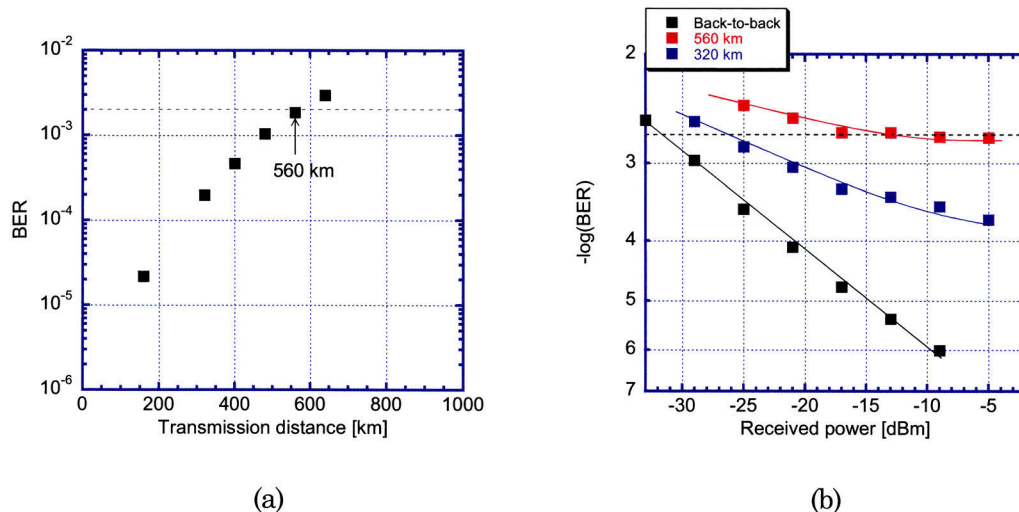 10-2
10-3
10-4
10-5
10-6
BER
560 km
0 200 400 600 800 1000
Transmission distance [km]
(a)
Back-to-back
560 km
320 km
2
3
4
5
6
7
-log(BER)
-30 -25 -20 -15 -10 -5
Received power [dBm]
(b)